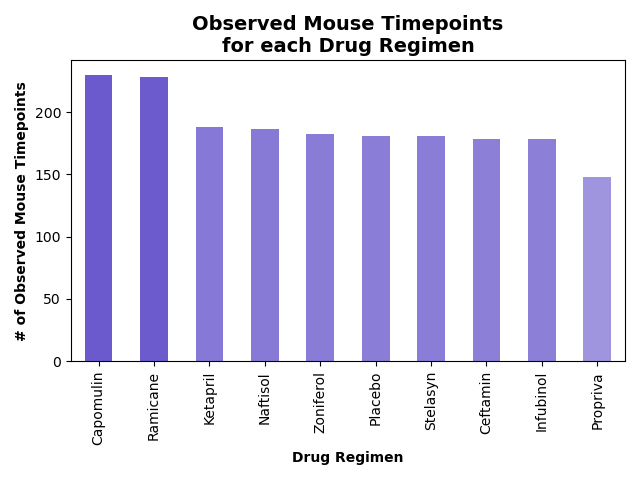 Observed Mouse Timepoints
for each Drug Regimen
# of Observed Mouse Timepoints
200
150
100
50
0
Capomulin
Ramicane
Ketapril
Naftisol
Zoniferol
Placebo
Stelasyn
Ceftamin
Infubinol
Propriva
Drug Regimen